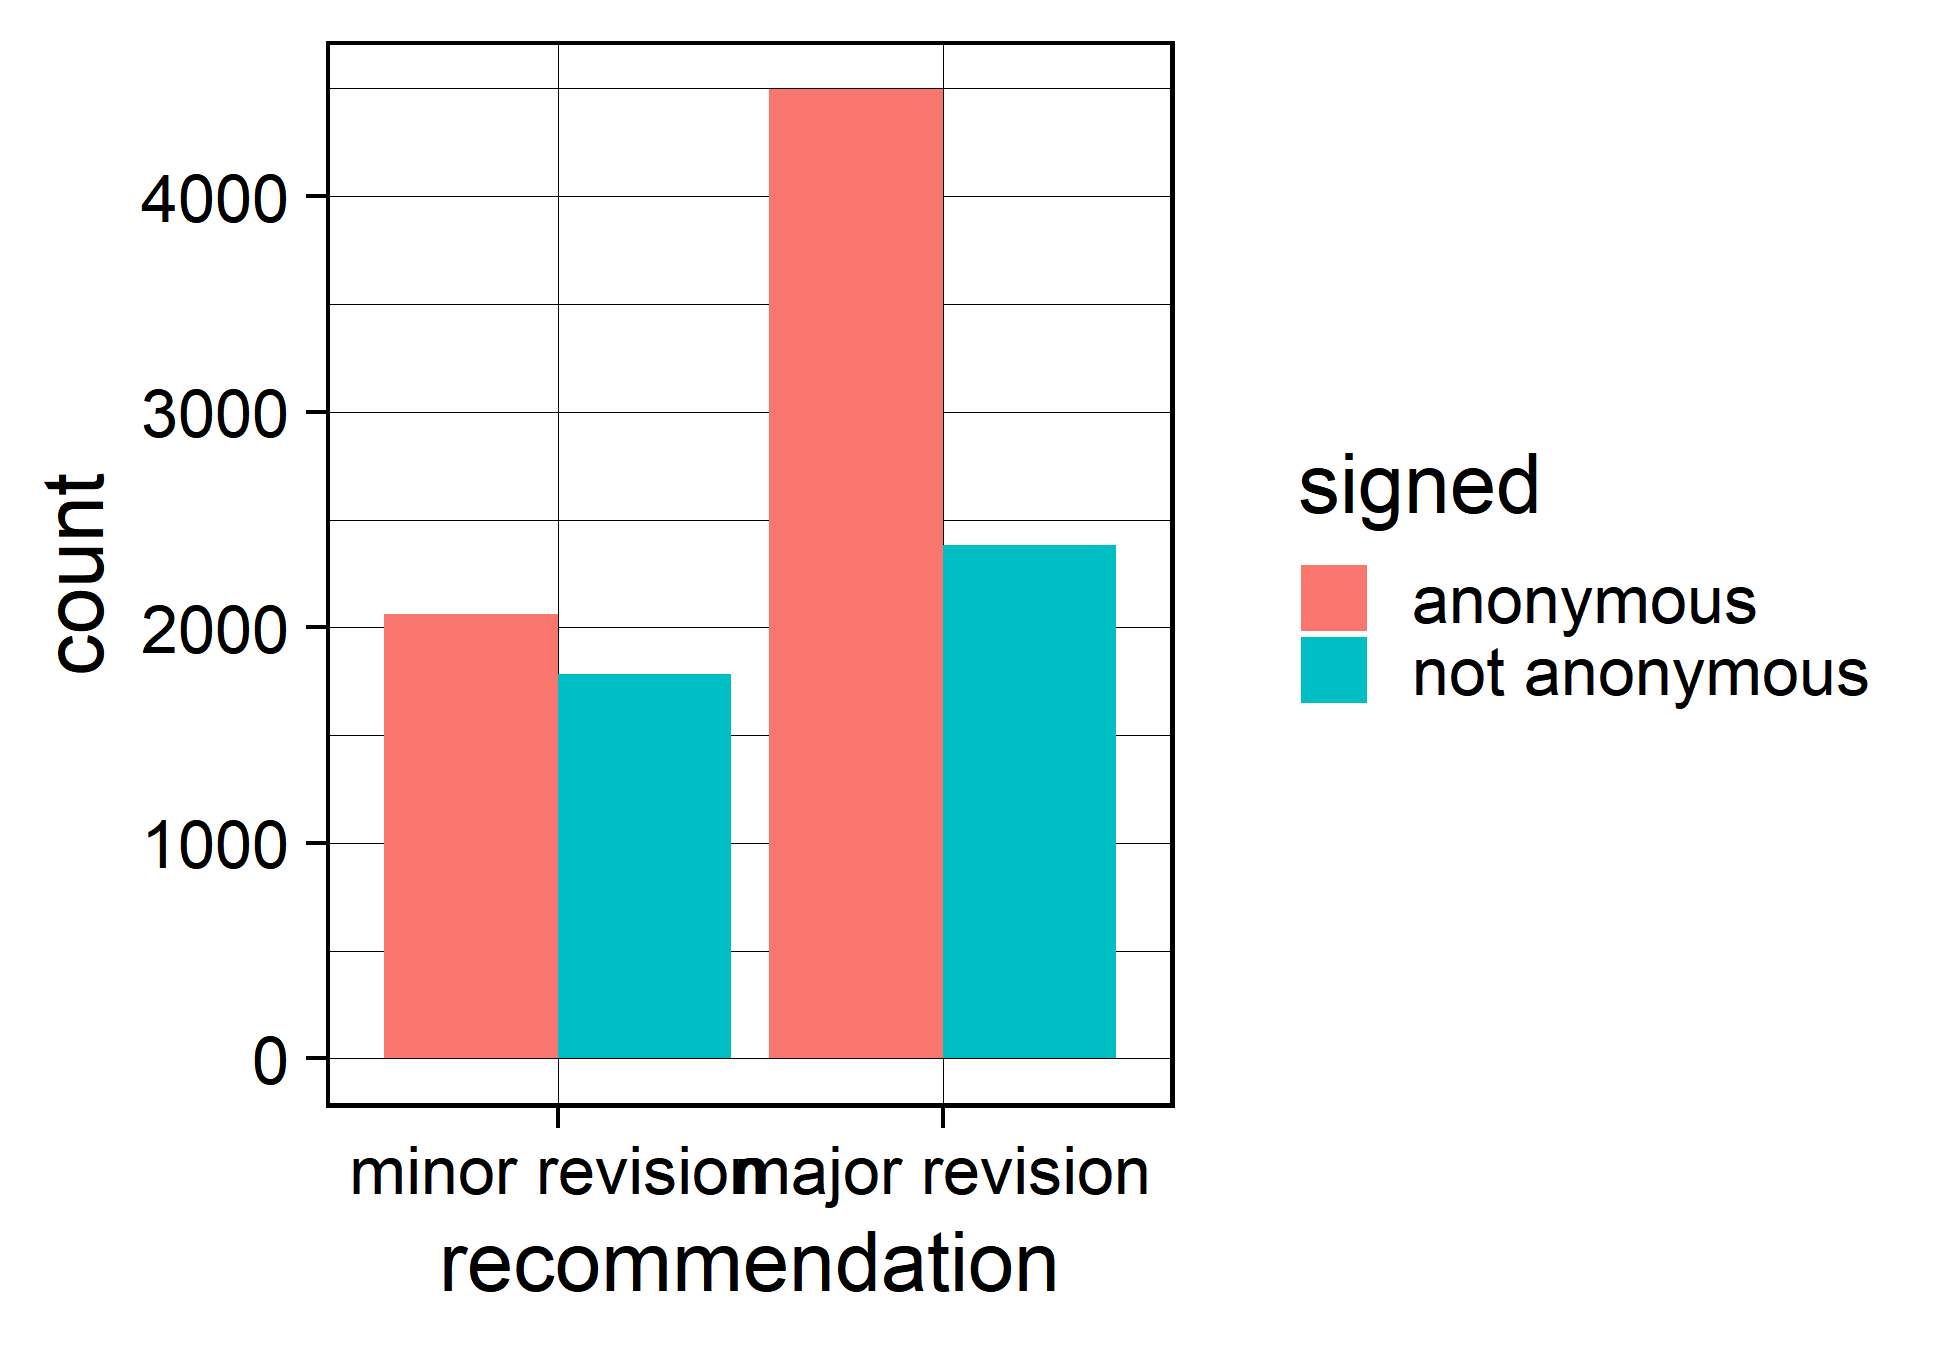 4000
3000
2000
1000
0
count
minor revision
major revision
recommendation
signed
anonymous
not anonymous